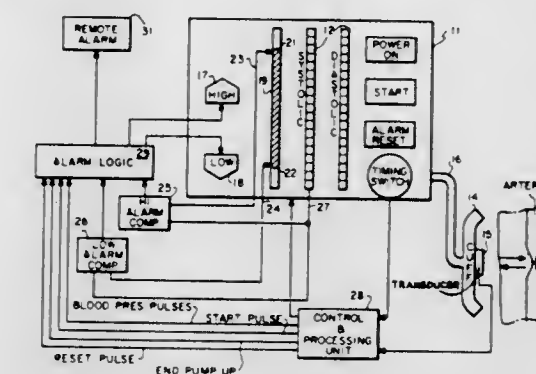 REMOTE
ALARM
31
11
17
HIGH
23
21
12
19
SYSTOLIC
DIASTOLIC
POWER
ON
START
ALARM
RESET
TIMING
SWITCH
LOW
18
22
24
27
16
14
15
ARTER
CUFF
TRANSDUCER
ALARM LOGIC
29
25
HI
ALARM
COMP
26
LOW
ALARM
COMP
28
CONTROL
&
PROCESSING
UNIT
BLOOD PRES PULSES
START PULSE
RESET PULSE
END PUMP UP